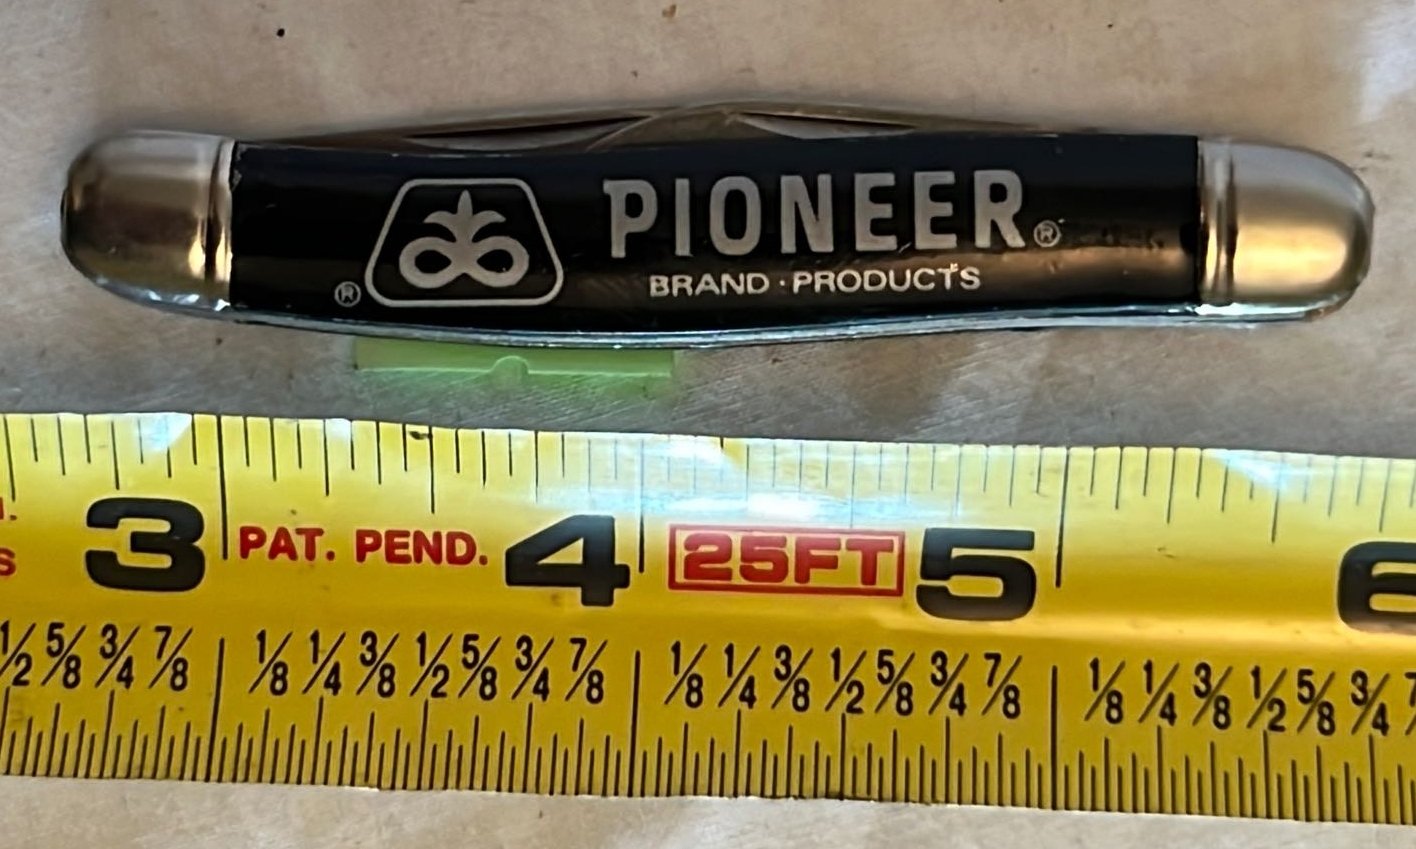 PIONEER®
BRAND · PRODUCTS
®
3 PAT. PEND. 4 25FT 5 6
S
1/2 5/8 3/4 7/8 1/8 1/4 3/8 1/2 5/8 3/4 7/8 1/8 1/4 3/8 1/2 5/8 3/4 7/8 1/8 1/4 3/8 1/2 5/8 3/4